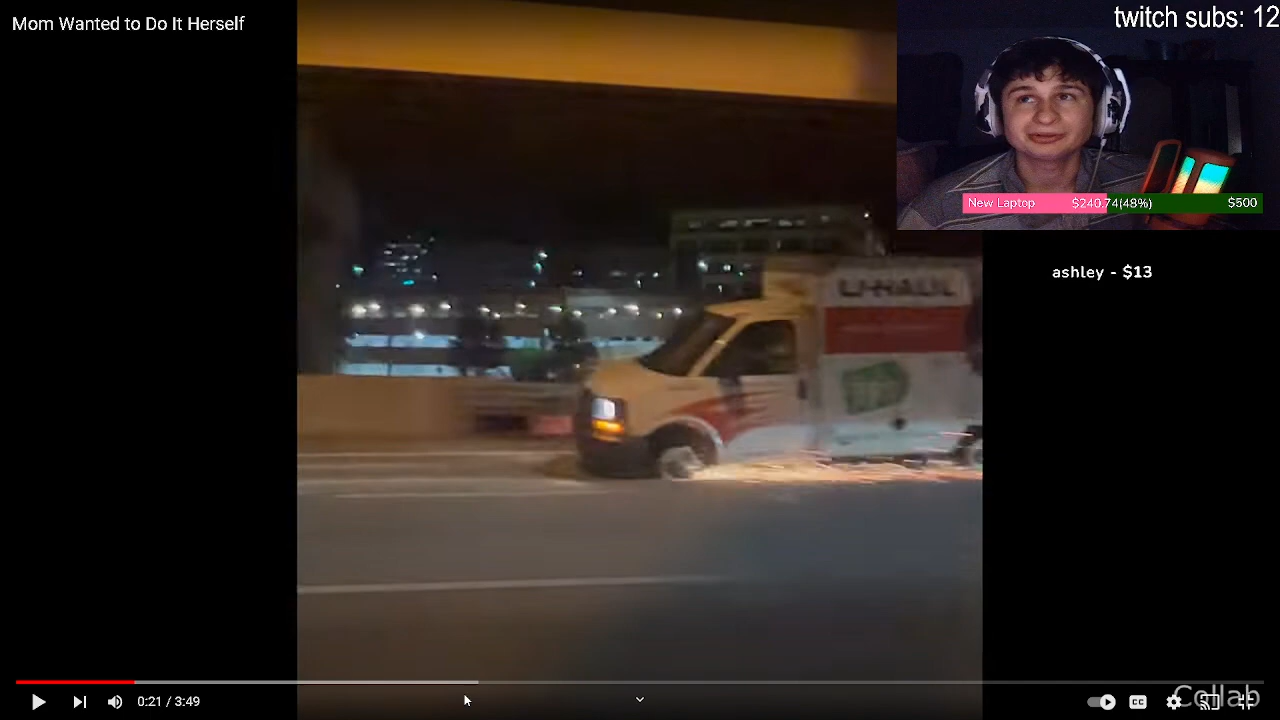 Mom Wanted to Do It Herself
twitch subs: 12
New Laptop $240.74(48%) $500
ashley - $13
U-HAUL
0:21 / 3:49
CC
Collab